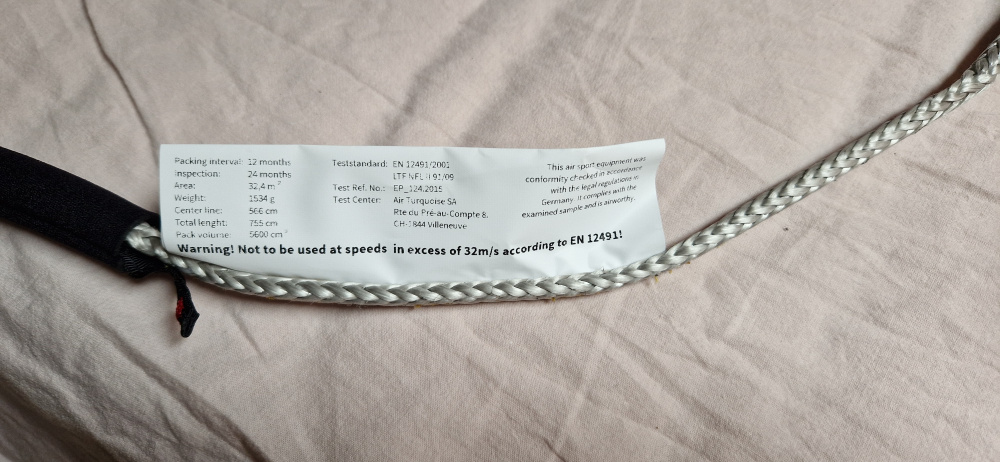 Packing interval: 12 months
Inspection: 24 months
Area: 32,4 m²
Weight: 1534 g
Center line: 566 cm
Total lenght: 755 cm
Pack volume: 5600 cm³
Teststandard: EN 12491/2001
LTF NFL II 91/09
Test Ref. No.: EP_124.2015
Test Center: Air Turquoise SA
Rte du Pré-au-Compte 8,
CH-1844 Villeneuve
This air sport equipment was
conformity checked in accordance
with the legal regulations in
Germany. It complies with the
examined sample and is airworthy.
Warning! Not to be used at speeds in excess of 32m/s according to EN 12491!